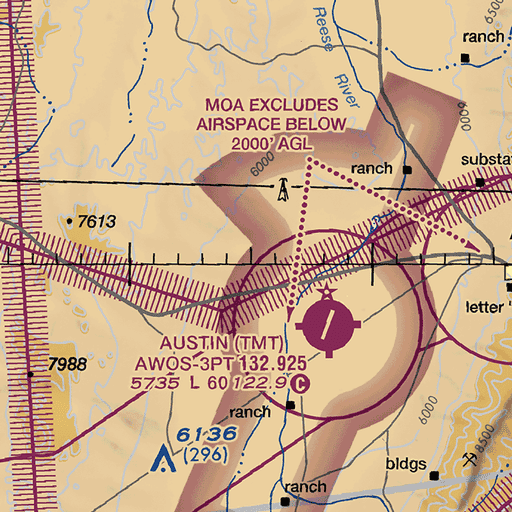 Reese
River
6500
ranch
6000
MOA EXCLUDES
AIRSPACE BELOW
2000' AGL
6000
ranch
substat
7613
letter "
AUSTIN (TMT)
AWOS-3PT 132.925
5735 L 60 122.9 C
7988
ranch
6136
(296)
6000
8500
bldgs
ranch